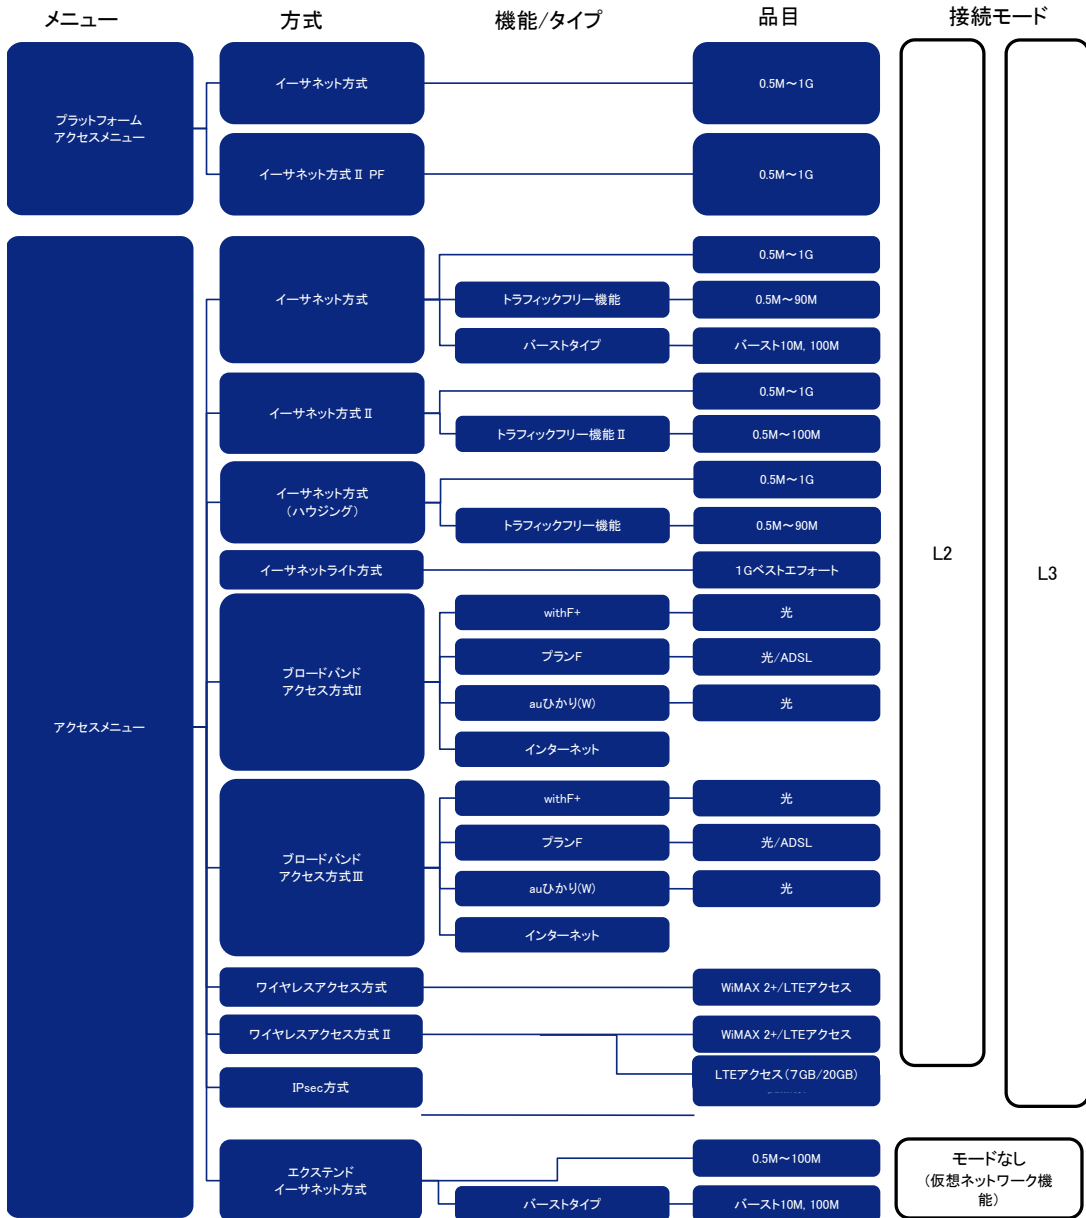 メニュー
方式
機能/タイプ
品目
接続モード
プラットフォーム
アクセスメニュー
イーサネット方式
0.5M～1G
イーサネット方式Ⅱ PF
0.5M～1G
アクセスメニュー
イーサネット方式
0.5M～1G
トラフィックフリー機能
0.5M～90M
バーストタイプ
バースト10M, 100M
イーサネット方式Ⅱ
0.5M～1G
トラフィックフリー機能Ⅱ
0.5M～100M
イーサネット方式
（ハウジング）
0.5M～1G
トラフィックフリー機能
0.5M～90M
イーサネットライト方式
1Gベストエフォート
ブロードバンド
アクセス方式II
withF+
光
プランF
光/ADSL
auひかり(W)
光
インターネット
ブロードバンド
アクセス方式Ⅲ
withF+
光
プランF
光/ADSL
auひかり(W)
光
インターネット
ワイヤレスアクセス方式
WiMAX 2+/LTEアクセス
ワイヤレスアクセス方式Ⅱ
WiMAX 2+/LTEアクセス
LTEアクセス（7GB/20GB）
IPsec方式
エクステンド
イーサネット方式
0.5M～100M
バーストタイプ
バースト10M, 100M
L2
L3
モードなし
（仮想ネットワーク機
能）